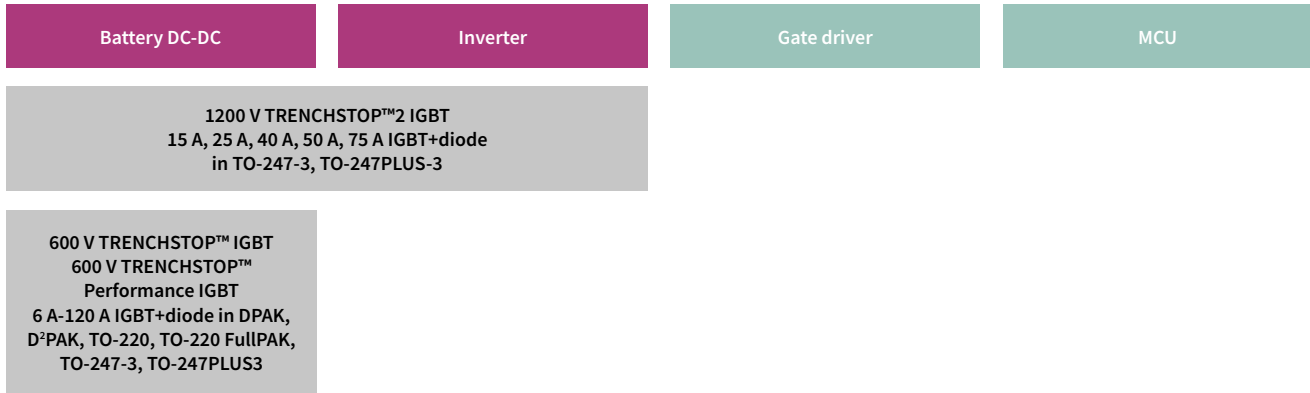 Battery DC-DC
Inverter
Gate driver
MCU
1200 V TRENCHSTOP™2 IGBT
15 A, 25 A, 40 A, 50 A, 75 A IGBT+diode
in TO-247-3, TO-247PLUS-3
600 V TRENCHSTOP™ IGBT
600 V TRENCHSTOP™
Performance IGBT
6 A-120 A IGBT+diode in DPAK,
D²PAK, TO-220, TO-220 FullPAK,
TO-247-3, TO-247PLUS3